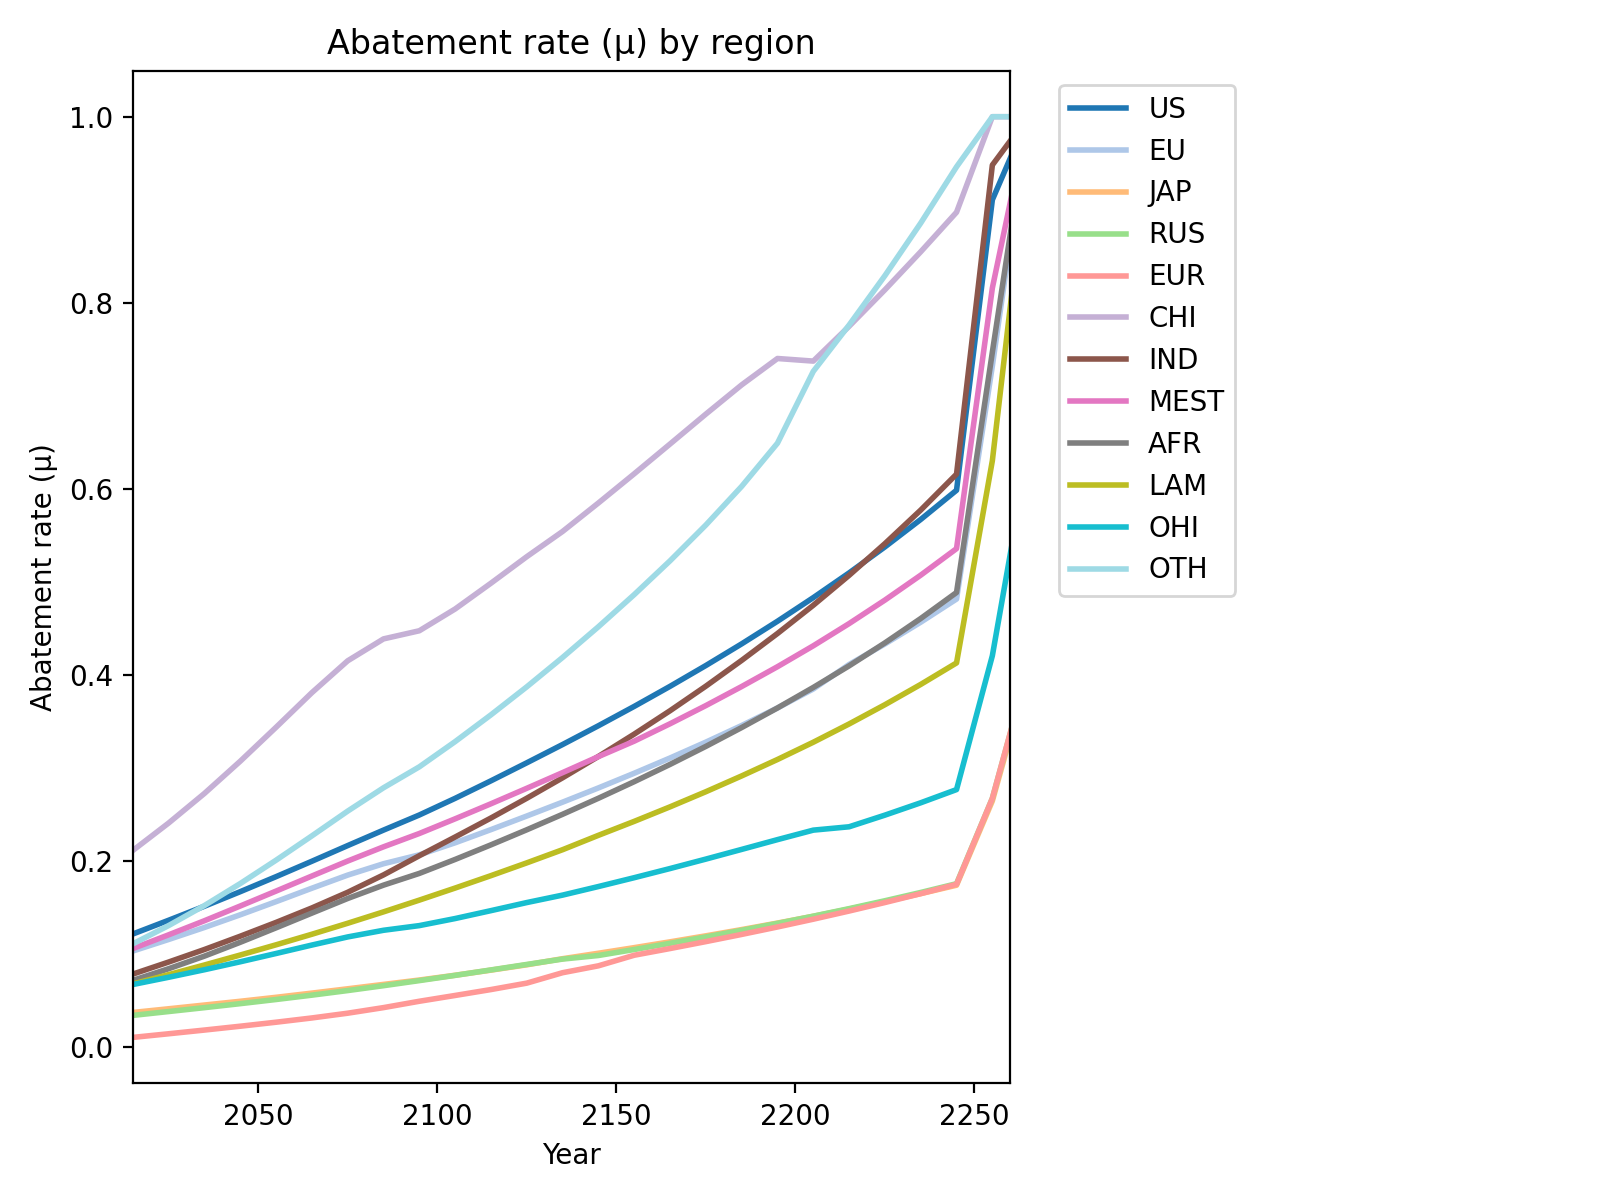 Abatement rate (μ) by region
Abatement rate (μ)
1.0
0.8
0.6
0.4
0.2
0.0
2050
2100
2150
2200
2250
Year
US
EU
JAP
RUS
EUR
CHI
IND
MEST
AFR
LAM
OHI
OTH